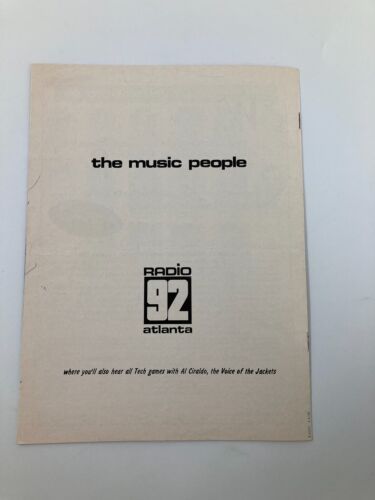 the music people
RADiO
92
atlanta
where you'll also hear all Tech games with Al Ciraldo, the Voice of the Jackets